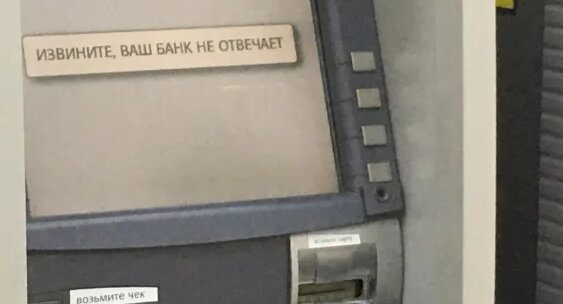 ИЗВИНИТЕ, ВАШ БАНК НЕ ОТВЕЧАЕТ
возьмите чек